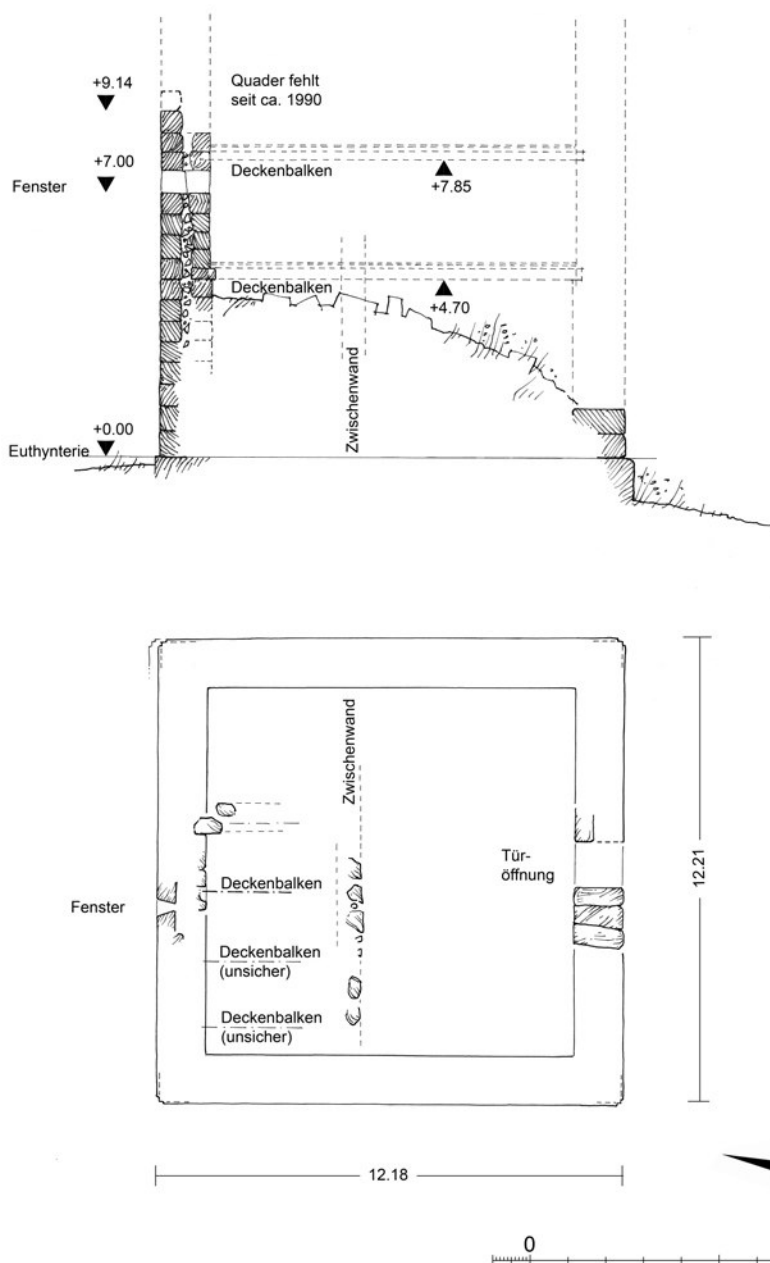 +9.14
Quader fehlt
seit ca. 1990
+7.00
Fenster
Deckenbalken
+7.85
Deckenbalken
+4.70
Zwischenwand
+0.00
Euthynterie
Zwischenwand
Tür-
öffnung
12.21
Deckenbalken
Fenster
Deckenbalken
(unsicher)
Deckenbalken
(unsicher)
12.18
0